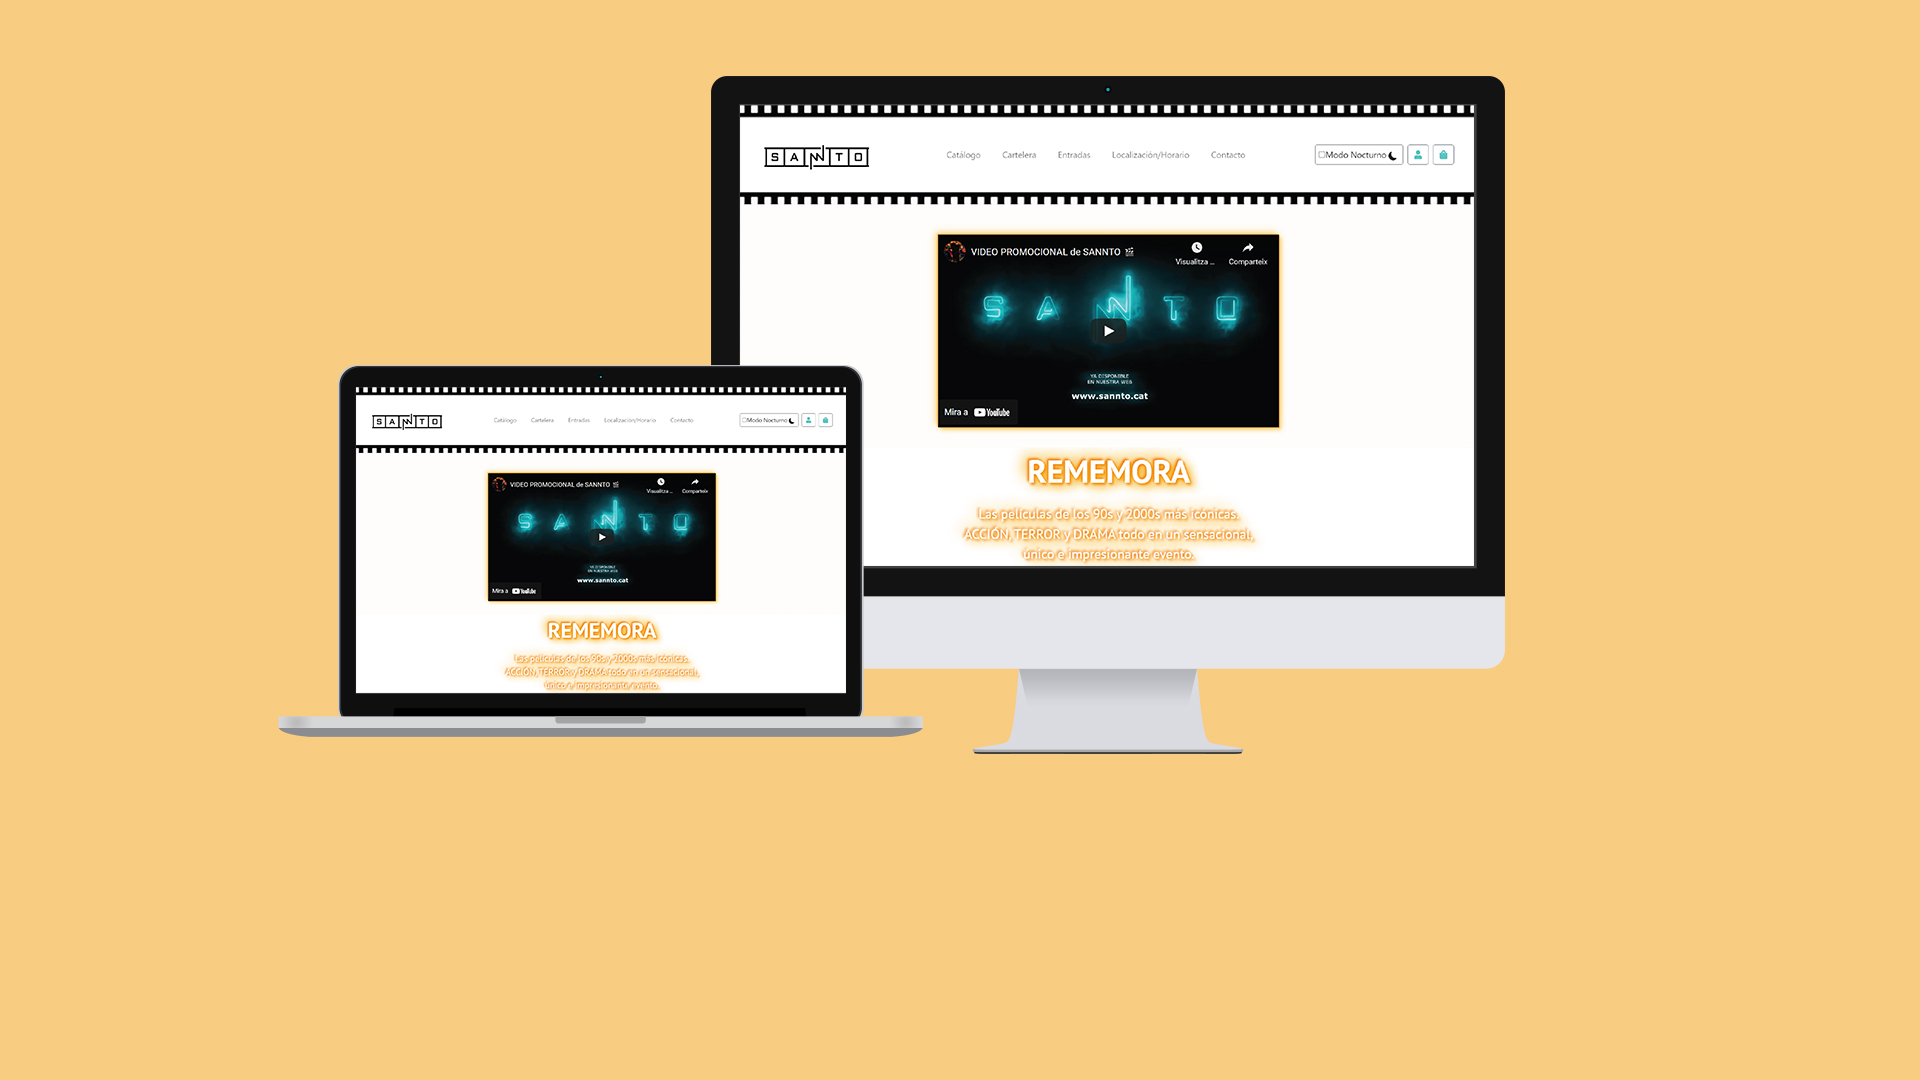 SANNTO
Catálogo Cartelera Entradas Localización/Horario Contacto
Modo Nocturno
VIDEO PROMOCIONAL de SANNTO
Visualitza ... Comparteix
SANNTO
YA DISPONIBLE
EN NUESTRA WEB
www.sannto.cat
Mira a YouTube
REMEMORA
Las películas de los 90s y 2000s más icónicas.
ACCIÓN, TERROR y DRAMA todo en un sensacional,
único e impresionante evento.
SANNTO
Catálogo Cartelera Entradas Localización/Horario Contacto
Modo Nocturno
VIDEO PROMOCIONAL de SANNTO
Visualitza ... Comparteix
SANNTO
YA DISPONIBLE
EN NUESTRA WEB
www.sannto.cat
Mira a YouTube
REMEMORA
Las películas de los 90s y 2000s más icónicas.
ACCIÓN, TERROR y DRAMA todo en un sensacional,
único e impresionante evento.